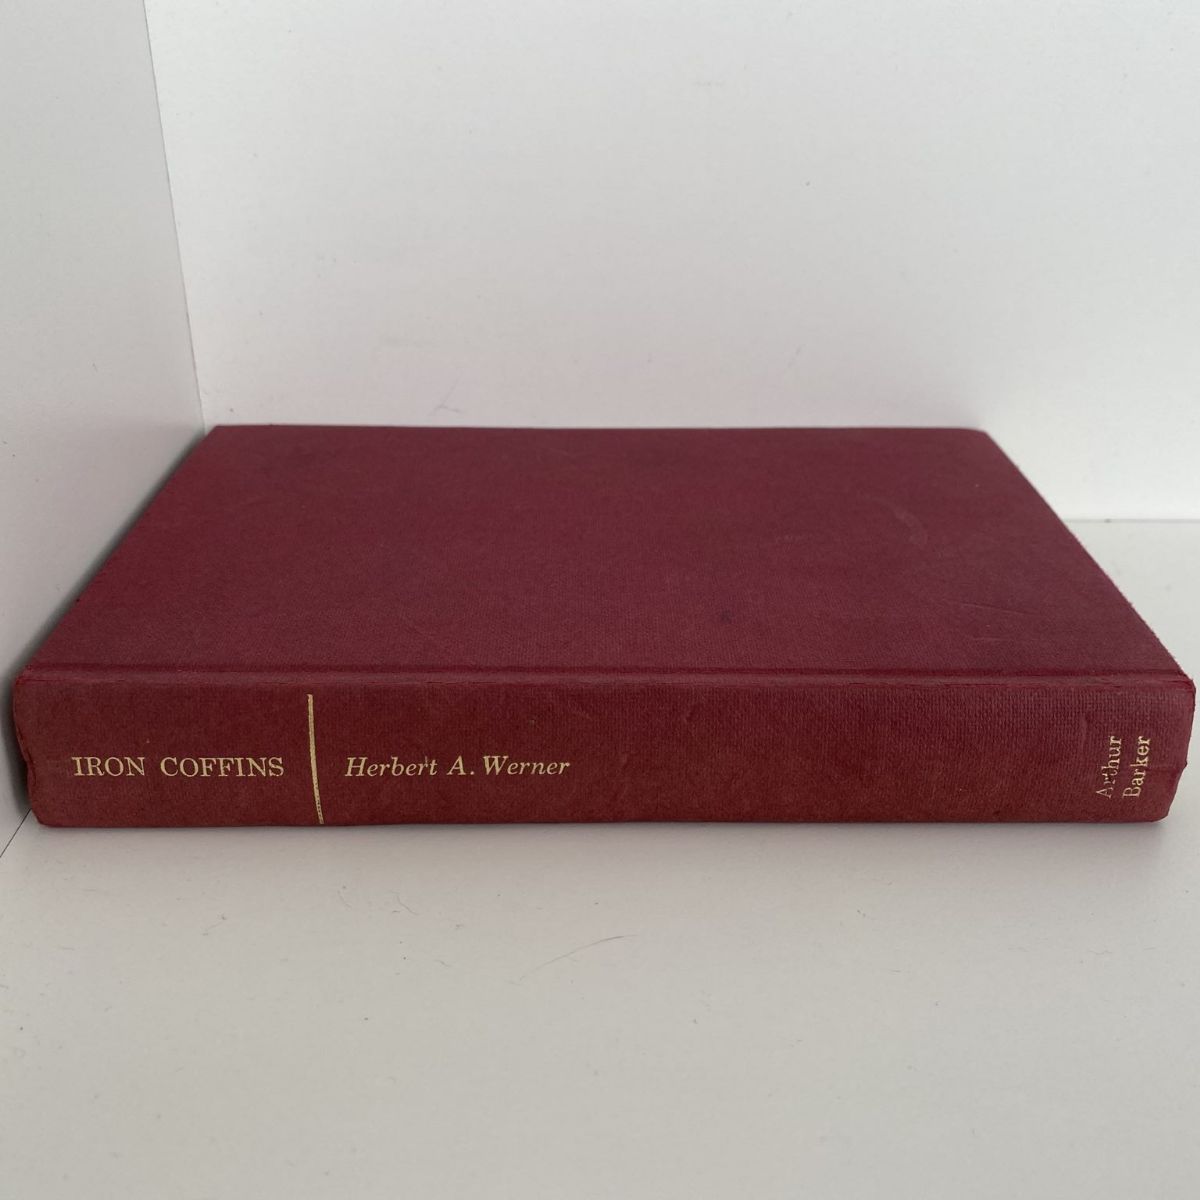 IRON COFFINS
Herbert A. Werner
Arthur
Barker